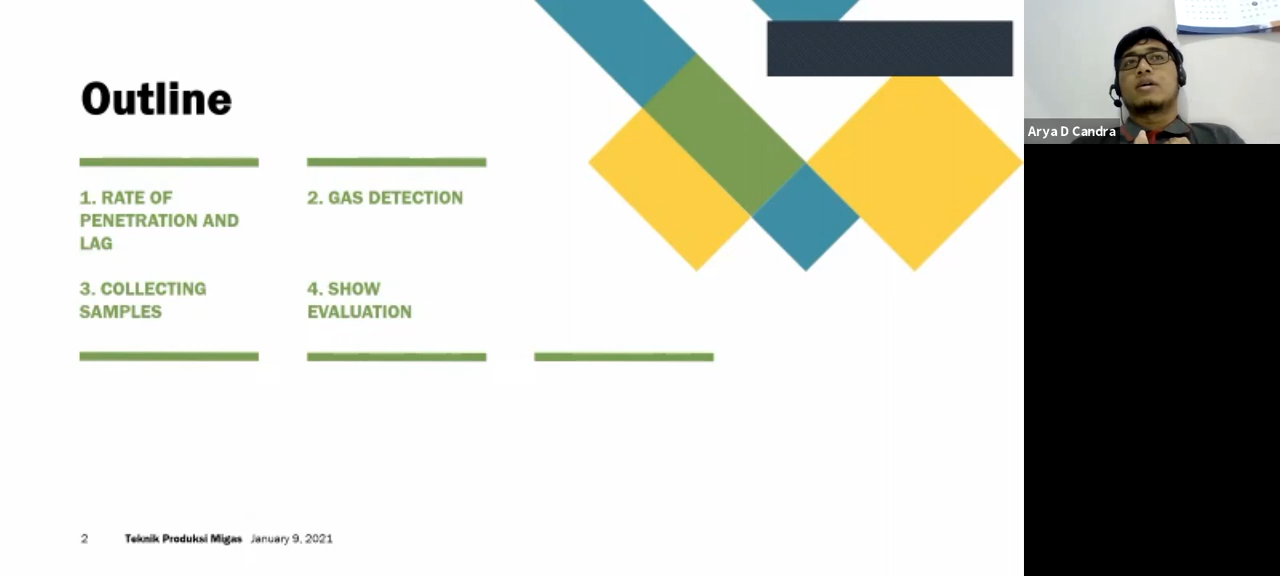 Outline
1. RATE OF
PENETRATION AND
LAG
2. GAS DETECTION
3. COLLECTING
SAMPLES
4. SHOW
EVALUATION
2 Teknik Produksi Migas January 9, 2021
Arya D Candra